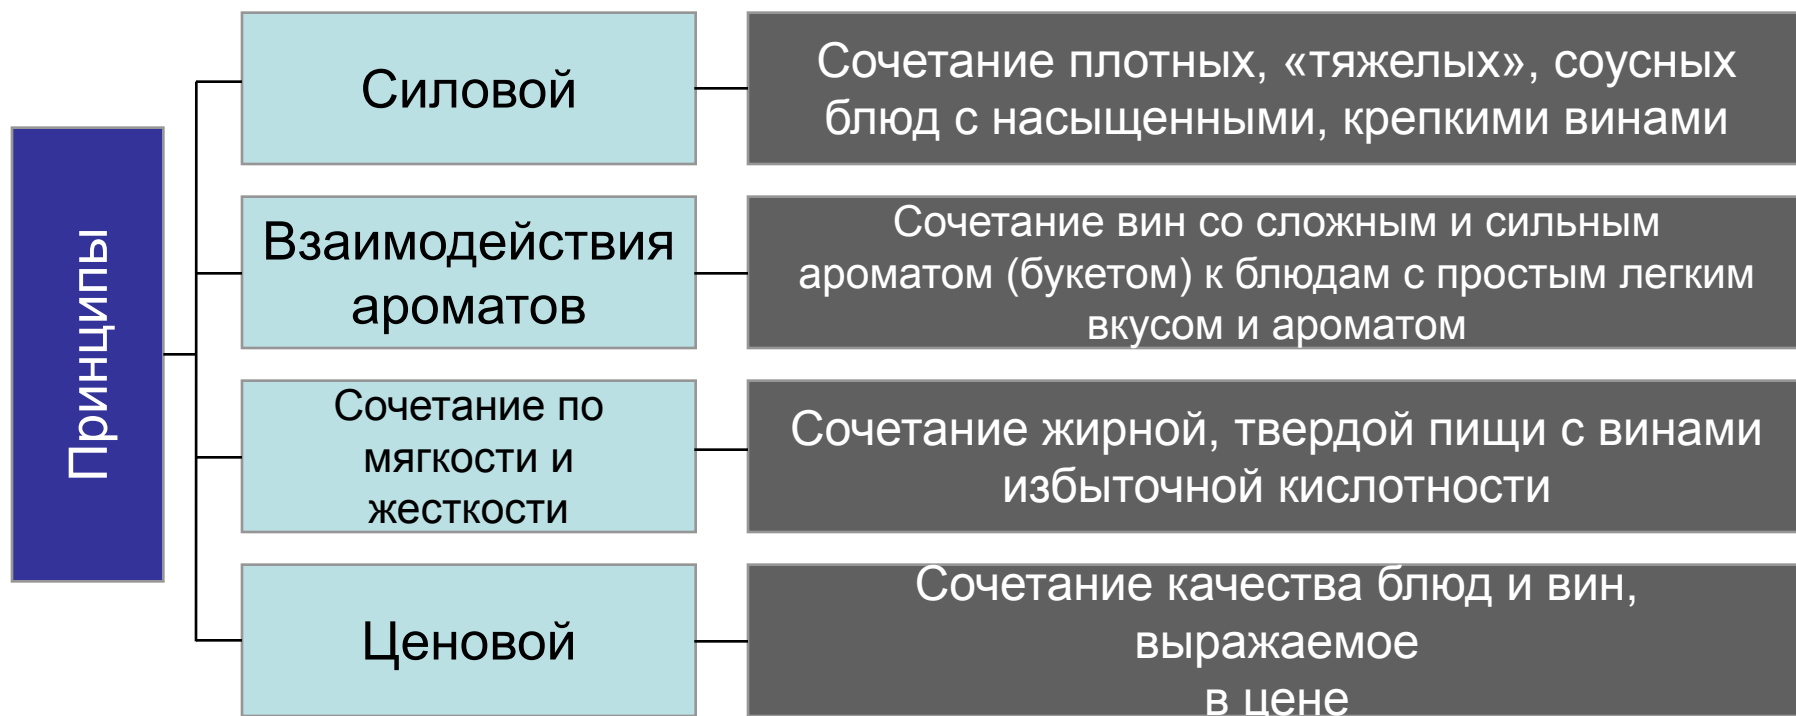 Принципы
Силовой
Сочетание плотных, «тяжелых», соусных
блюд с насыщенными, крепкими винами
Взаимодействия
ароматов
Сочетание вин со сложным и сильным
ароматом (букетом) к блюдам с простым легким
вкусом и ароматом
Сочетание по
мягкости и
жесткости
Сочетание жирной, твердой пищи с винами
избыточной кислотности
Ценовой
Сочетание качества блюд и вин,
выражаемое
в цене